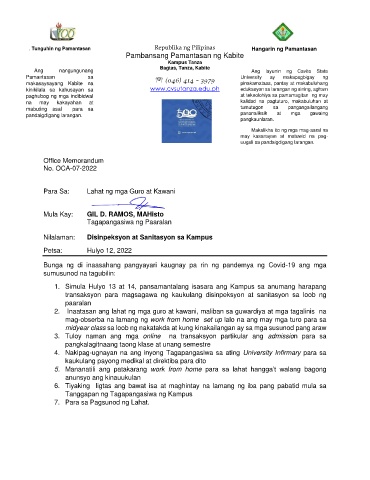 Tunguhin ng Pamantasan
Ang nangungunang
Pamantasan sa
makasaysayang Kabite na
kinikilala sa kahusayan sa
paghubog ng mga indibidwal
na may kakayahan at
mabuting asal para sa
pandaigdigang larangan.
Republika ng Pilipinas
Pambansang Pamantasan ng Kabite
Kampus Tanza
Bagtas, Tanza, Kabite
(046) 414 - 3979
www.cvsutanza.edu.ph
Hangarin ng Pamantasan
Ang layunin ng Cavite State
University ay makapagbigay ng
pinakamataas, pantay at makabuluhang
edukasyon sa larangan ng sining, agham
at teknolohiya sa pamamagitan ng may
kalidad na pagtuturo, makabuluhan at
tumutugon sa pangangailangang
pananaliksik at mga gawaing
pangkaunlaran.
Makalikha ito ng mga mag-aaral na
may kasanayan at mabuwid na pag-
uugali sa pandaigdigang larangan.
Office Memorandum
No. OCA-07-2022
Para Sa: Lahat ng mga Guro at Kawani
Mula Kay: GIL D. RAMOS, MAHisto
Tagapangasiwa ng Paaralan
Nilalaman: Disinpeksyon at Sanitasyon sa Kampus
Petsa: Hulyo 12, 2022
Bunga ng di inaasahang pangyayari kaugnay pa rin ng pandemya ng Covid-19 ang mga
sumusunod na tagubilin:
1. Simula Hulyo 13 at 14, pansamantalang isasara ang Kampus sa anumang harapang
transaksyon para magsagawa ng kaukulang disinpeksyon at sanitasyon sa loob ng
paaralan
2. Inaatasan ang lahat ng mga guro at kawani, maliban sa guwardiya at mga tagalinis na
mag-obserba na lamang ng work from home set up lalo na ang may mga turo para sa
midyear class sa loob ng nakatakda at kung kinakailangan ay sa mga susunod pang araw
3. Tuloy naman ang mga online na transaksyon partikular ang admission para sa
pangkalagitnaang taong klase at unang semestre
4. Nakipag-ugnayan na ang inyong Tagapangasiwa sa ating University Infirmary para sa
kaukulang payong medikal at direktiba para dito
5. Mananatili ang patakarang work from home para sa lahat hangga't walang bagong
anunsyo ang kinauukulan
6. Tiyaking ligtas ang bawat isa at maghintay na lamang ng iba pang pabatid mula sa
Tanggapan ng Tagapangasiwa ng Kampus
7. Para sa Pagsunod ng Lahat.